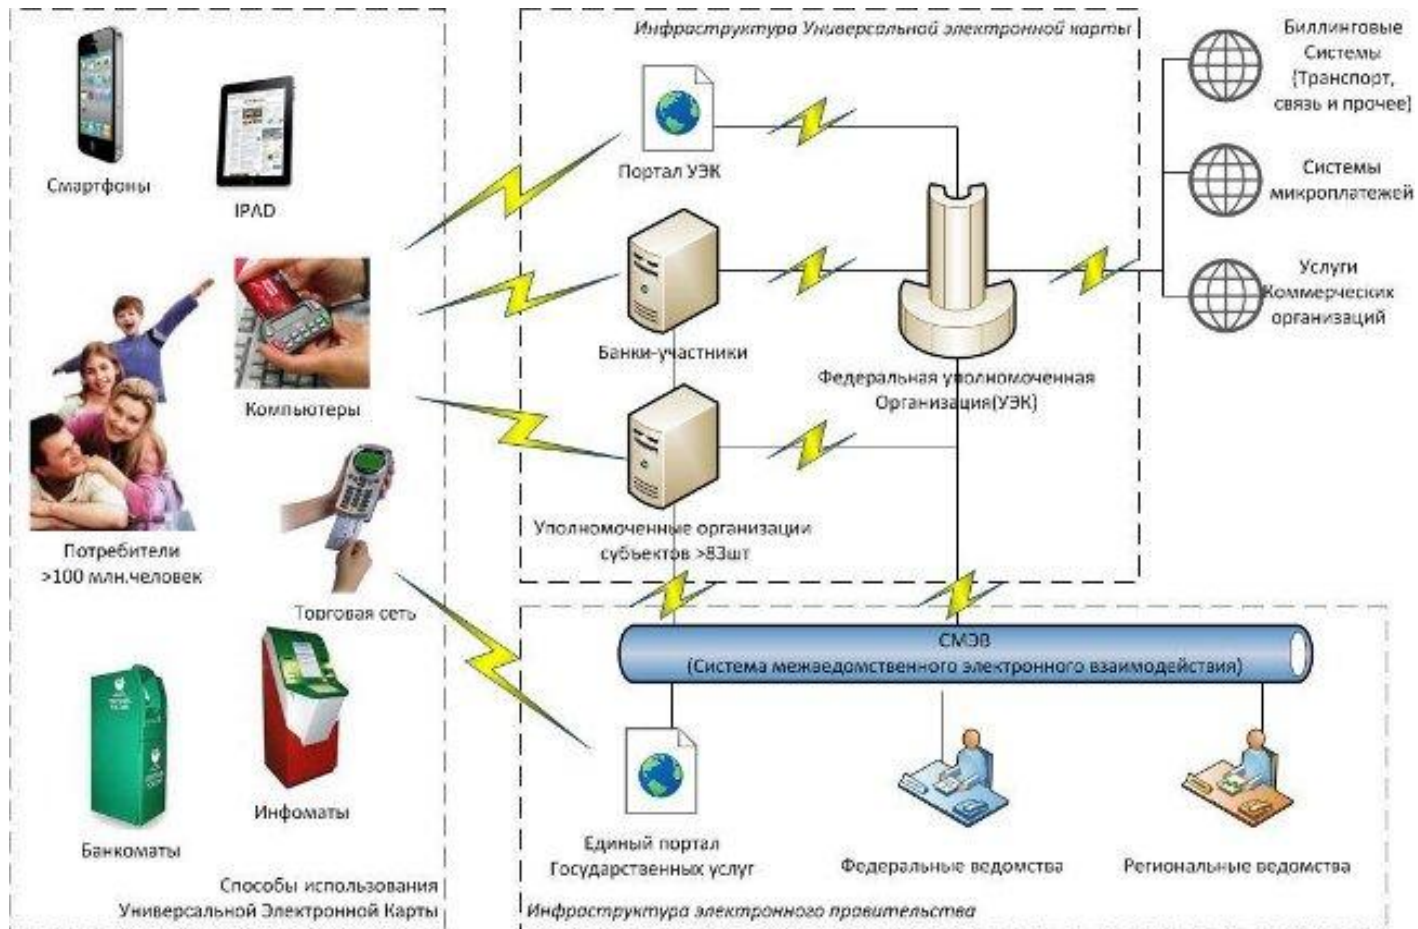 Инфраструктура Универсальной электронной карты
Биллинговые
Системы
(Транспорт,
связь и прочее)
Смартфоны
IPAD
Портал УЭК
Системы
микроплатежей
Услуги
Коммерческих
организаций
Компьютеры
Банки-участники
Федеральная уполномоченная
Организация(УЭК)
Потребители
>100 млн.человек
Торговая сеть
Уполномоченные организации
субъектов >83шт
СМЭВ
(Система межведомственного электронного взаимодействия)
Банкоматы
Инфоматы
Единый портал
Государственных услуг
Федеральные ведомства
Региональные ведомства
Способы использования
Универсальной Электронной Карты
Инфраструктура электронного правительства